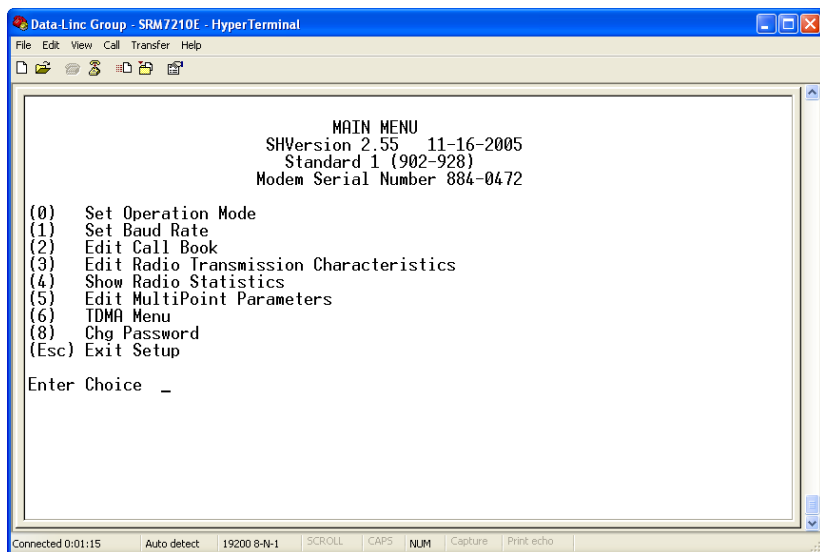 Data-Linc Group - SRM7210E - HyperTerminal
File Edit View Call Transfer Help
MAIN MENU
SHVersion 2.55 11-16-2005
Standard 1 (902-928)
Modem Serial Number 884-0472
(0) Set Operation Mode
(1) Set Baud Rate
(2) Edit Call Book
(3) Edit Radio Transmission Characteristics
(4) Show Radio Statistics
(5) Edit MultiPoint Parameters
(6) TDMA Menu
(8) Chg Password
(Esc) Exit Setup
Enter Choice _
Connected 0:01:15 Auto detect 19200 8-N-1 SCROLL CAPS NUM Capture Print echo